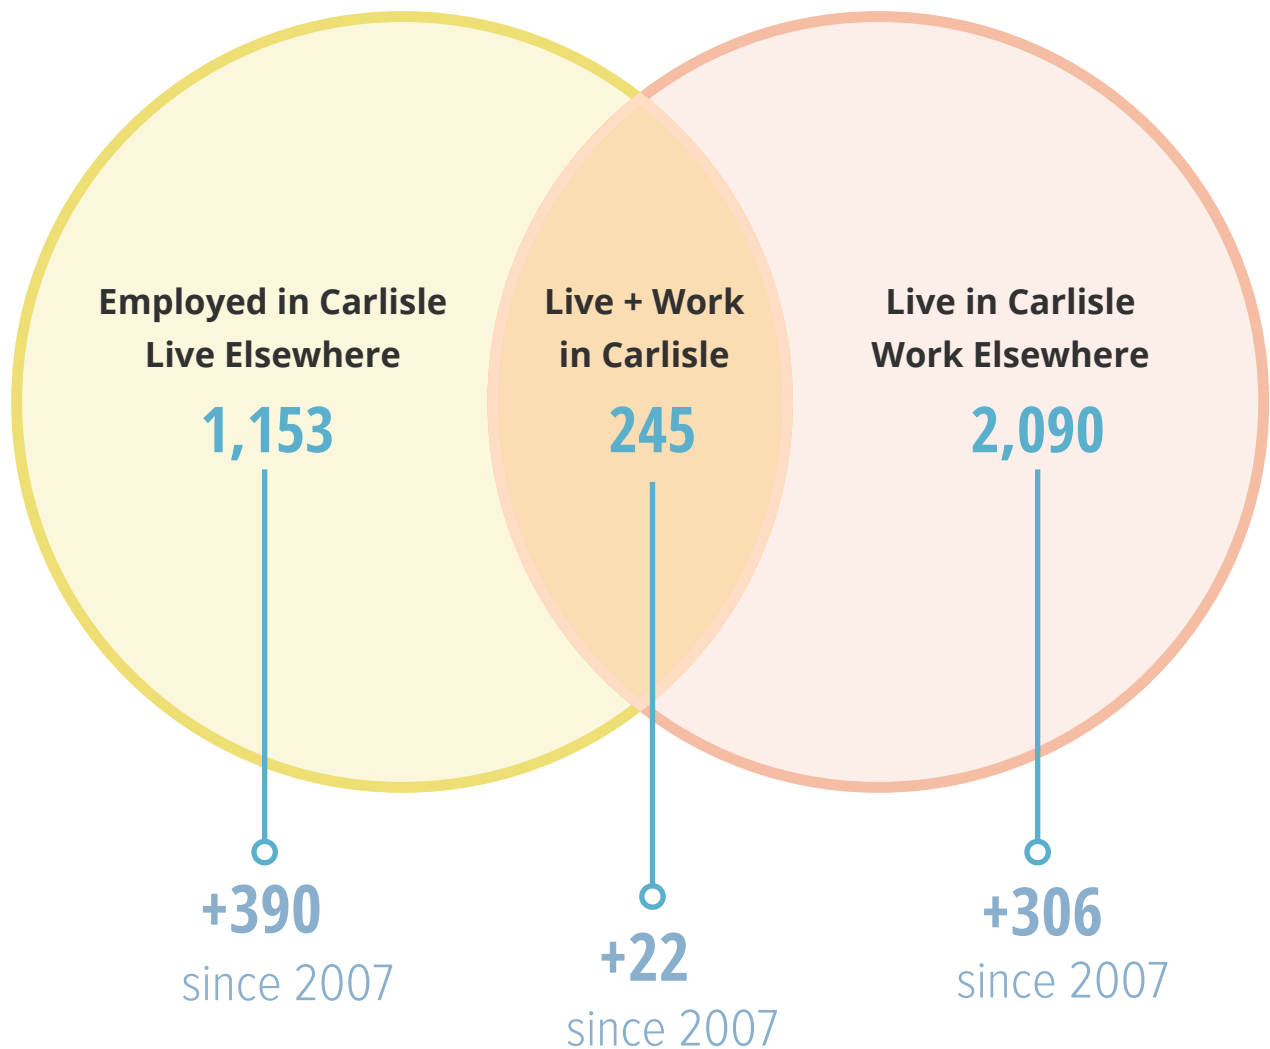 Employed in Carlisle
Live Elsewhere
1,153
Live + Work
in Carlisle
245
Live in Carlisle
Work Elsewhere
2,090
+390
since 2007
+22
since 2007
+306
since 2007